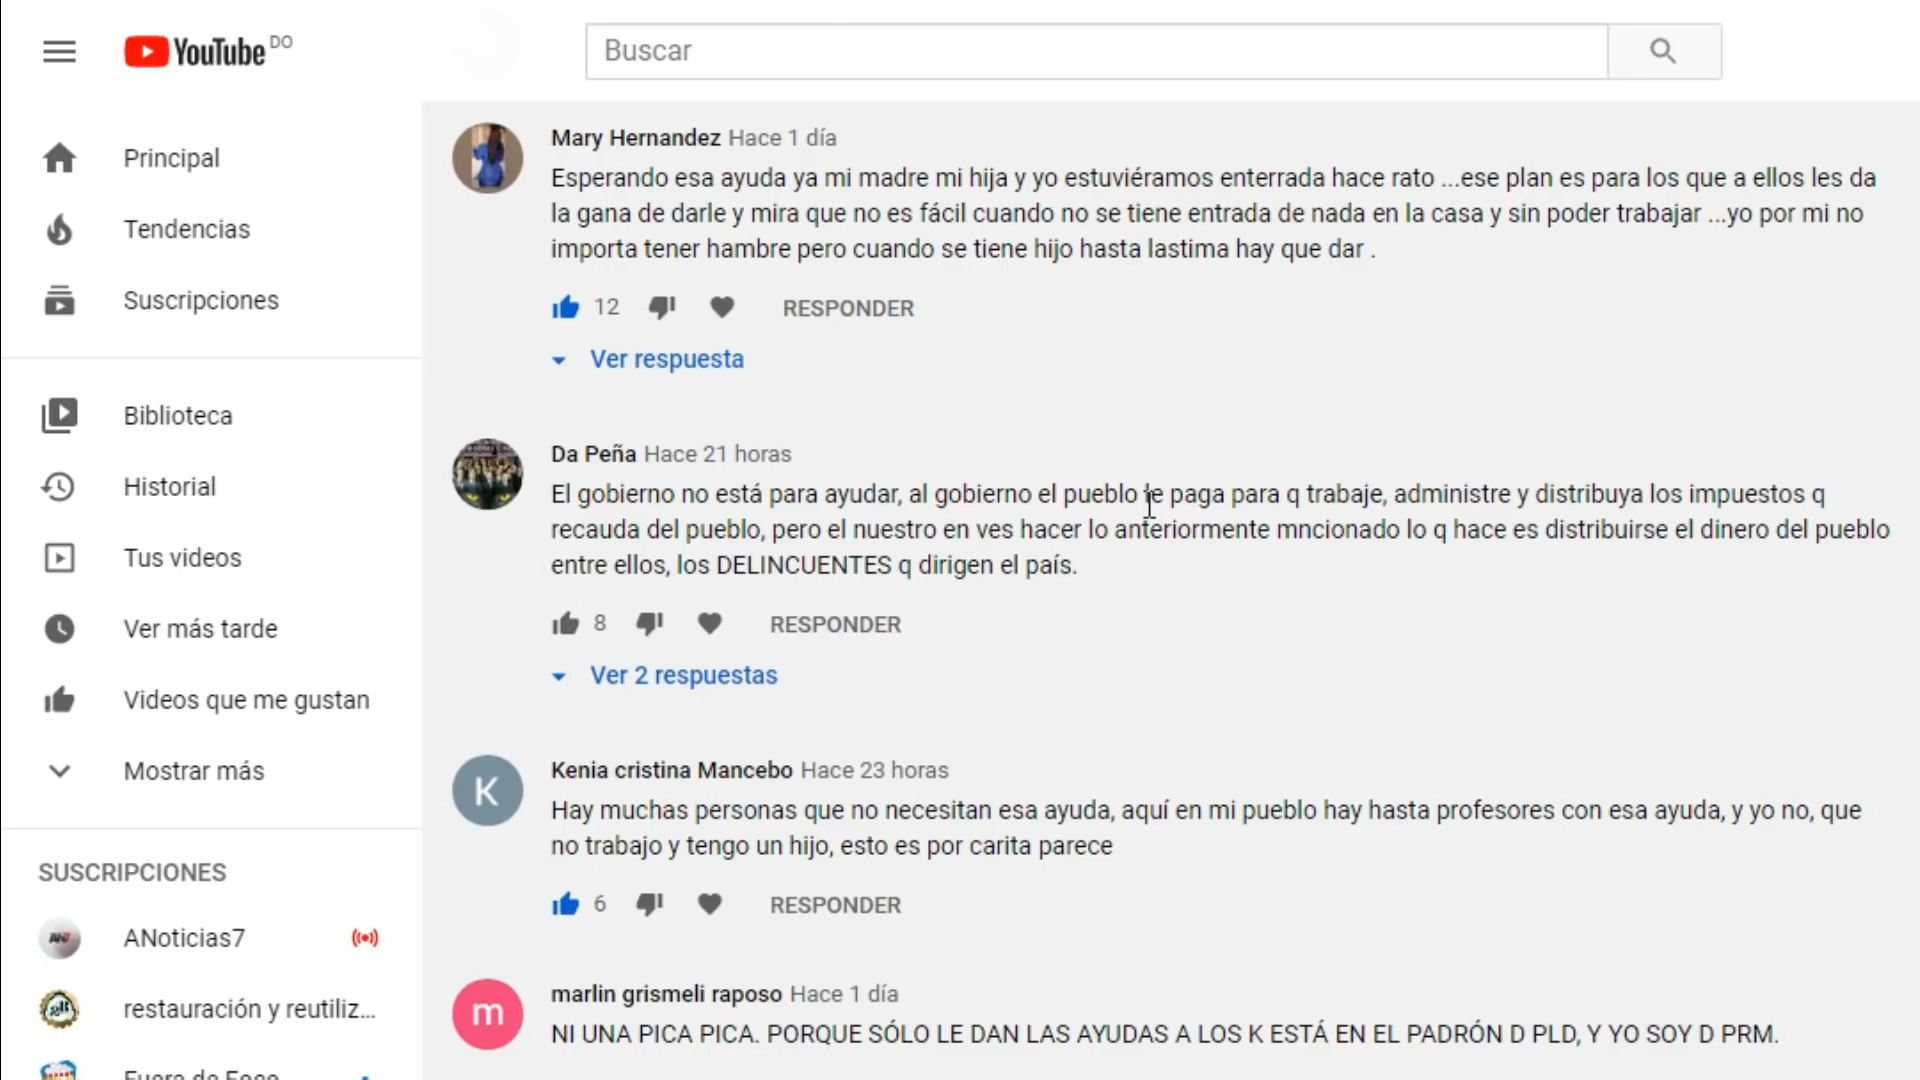 YouTube DO
Buscar
Principal
Tendencias
Suscripciones
Biblioteca
Historial
Tus videos
Ver más tarde
Videos que me gustan
Mostrar más
SUSCRIPCIONES
ANoticias7
restauración y reutiliz...
Mary Hernandez Hace 1 día
Esperando esa ayuda ya mi madre mi hija y yo estuviéramos enterrada hace rato ...ese plan es para los que a ellos les da
la gana de darle y mira que no es fácil cuando no se tiene entrada de nada en la casa y sin poder trabajar ...yo por mi no
importa tener hambre pero cuando se tiene hijo hasta lastima hay que dar .
12 RESPONDER
Ver respuesta
Da Peña Hace 21 horas
El gobierno no está para ayudar, al gobierno el pueblo le paga para q trabaje, administre y distribuya los impuestos q
recauda del pueblo, pero el nuestro en ves hacer lo anteriormente mncionado lo q hace es distribuirse el dinero del pueblo
entre ellos, los DELINCUENTES q dirigen el país.
8 RESPONDER
Ver 2 respuestas
K
Kenia cristina Mancebo Hace 23 horas
Hay muchas personas que no necesitan esa ayuda, aquí en mi pueblo hay hasta profesores con esa ayuda, y yo no, que
no trabajo y tengo un hijo, esto es por carita parece
6 RESPONDER
m
marlin grismeli raposo Hace 1 día
NI UNA PICA PICA. PORQUE SÓLO LE DAN LAS AYUDAS A LOS K ESTÁ EN EL PADRÓN D PLD, Y YO SOY D PRM.